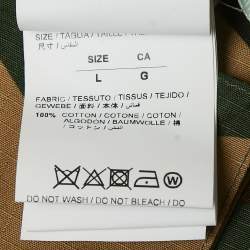 SIZE / TAGLIA / TAILLE /
尺寸 / المقاس /
SIZE CA
L G
FABRIC / TESSUTO / TISSUS / TEJIDO /
GEWEBE / 面料 / 本体 / قماش /
100% COTTON / COTONE / COTON /
ALGODON / BAUMWOLLE / 棉
/ コットン / قطن
W
DO NOT WASH / DO NOT BLEACH / DO